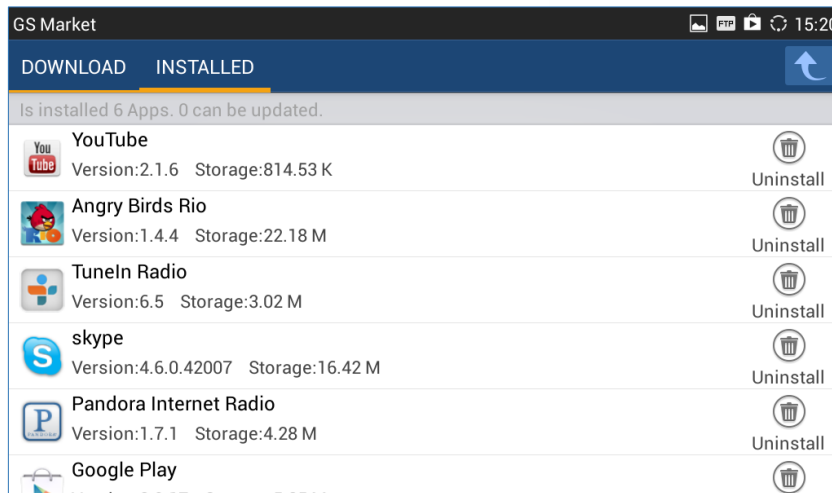 GS Market
FTP
15:20
DOWNLOAD INSTALLED
Is installed 6 Apps. 0 can be updated.
You
Tube
YouTube
Version:2.1.6 Storage:814.53 K
Uninstall
RIO
Angry Birds Rio
Version:1.4.4 Storage:22.18 M
Uninstall
TuneIn Radio
Version:6.5 Storage:3.02 M
Uninstall
S
skype
Version:4.6.0.42007 Storage:16.42 M
Uninstall
P
PANDORA
Pandora Internet Radio
Version:1.7.1 Storage:4.28 M
Uninstall
Google Play